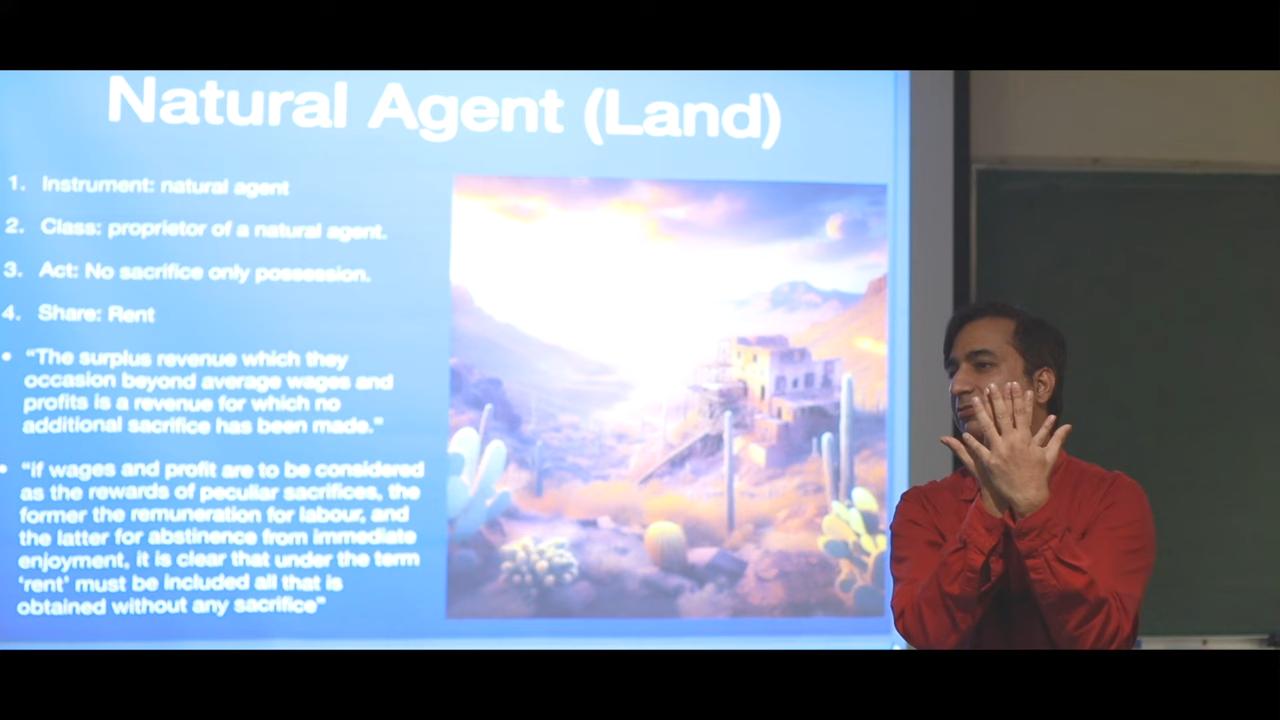 Natural Agent (Land)
1. Instrument: natural agent
2. Class: proprietor of a natural agent.
3. Act: No sacrifice only possession.
4. Share: Rent
• “The surplus revenue which they
occasion beyond average wages and
profits is a revenue for which no
additional sacrifice has been made.”
• “if wages and profit are to be considered
as the rewards of peculiar sacrifices, the
former the remuneration for labour, and
the latter for abstinence from immediate
enjoyment, it is clear that under the term
‘rent’ must be included all that is
obtained without any sacrifice”